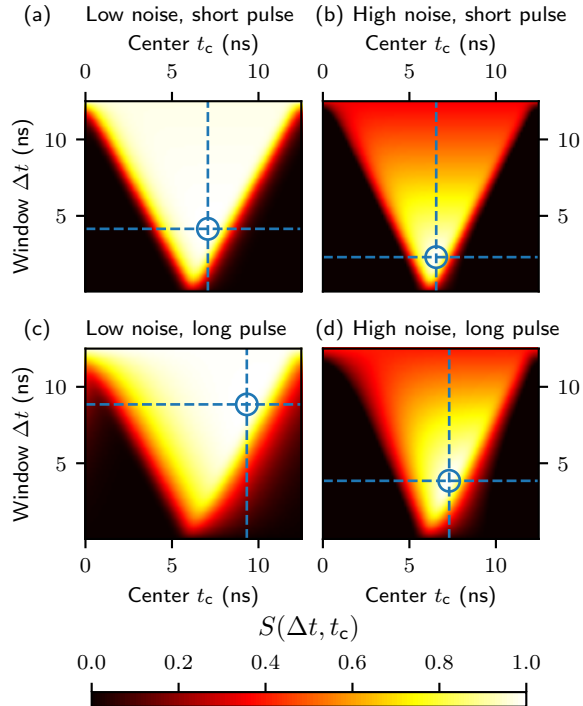 (a) Low noise, short pulse (b) High noise, short pulse
Center t_c (ns) Center t_c (ns)
0 5 10 0 5 10
Window Δt (ns)
10
5
10
5
(c) Low noise, long pulse (d) High noise, long pulse
Window Δt (ns)
10
5
10
5
0 5 10 0 5 10
Center t_c (ns) Center t_c (ns)
S(Δt, t_c)
0.0 0.2 0.4 0.6 0.8 1.0